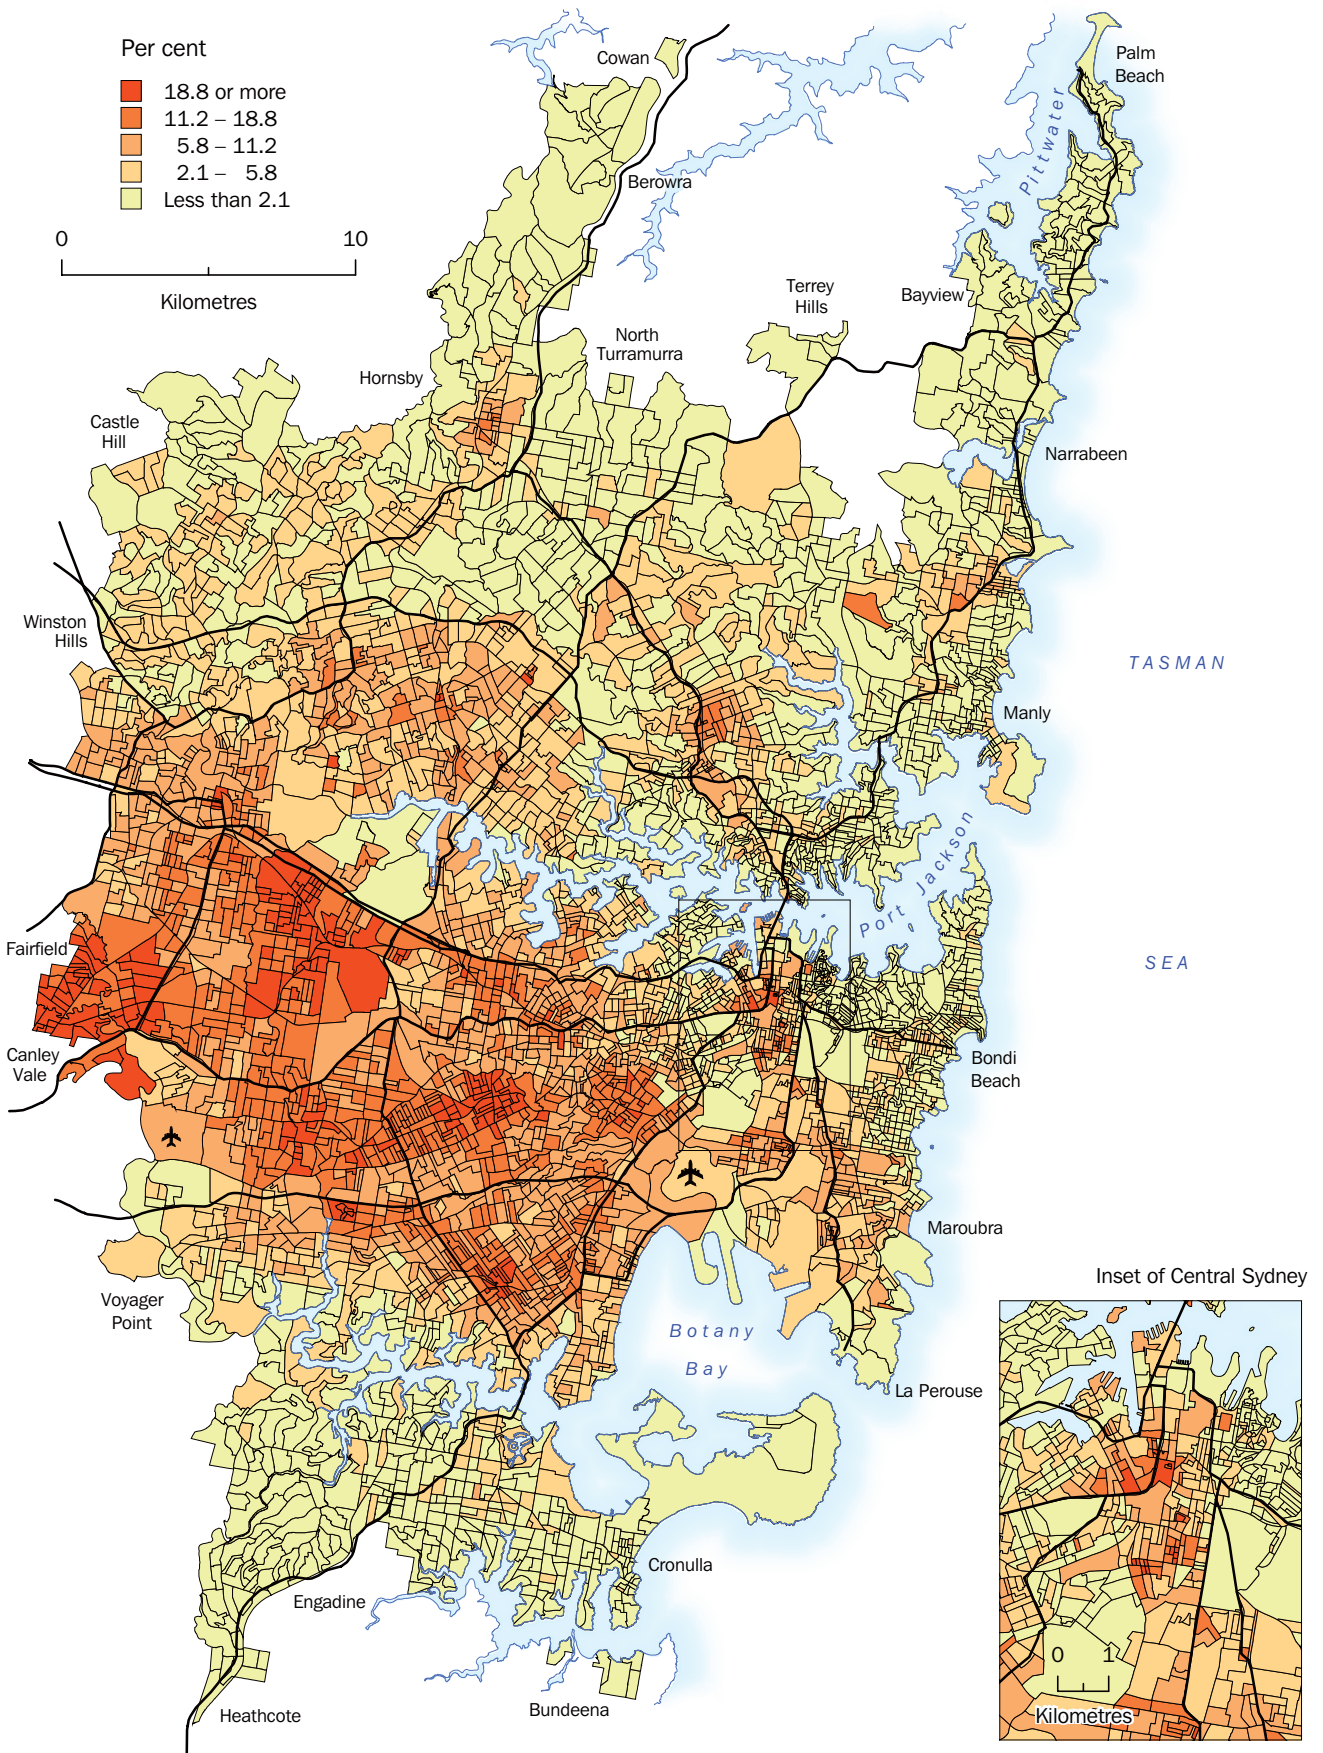 Per cent
18.8 or more
11.2 – 18.8
5.8 – 11.2
2.1 – 5.8
Less than 2.1
0 10
Kilometres
Cowan
Palm
Beach
Pittwater
Berowra
Terrey
Hills
Bayview
North
Turramurra
Hornsby
Castle
Hill
Narrabeen
Winston
Hills
TASMAN
Manly
Port Jackson
Fairfield
SEA
Canley
Vale
Bondi
Beach
Maroubra
Voyager
Point
Botany
Bay
La Perouse
Cronulla
Engadine
Heathcote
Bundeena
Inset of Central Sydney
0 1
Kilometres